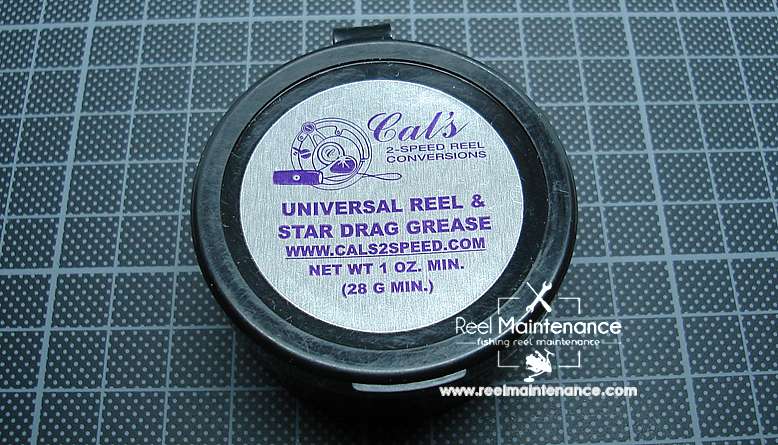 Cal's
2-SPEED REEL
CONVERSIONS
UNIVERSAL REEL &
STAR DRAG GREASE
WWW.CALS2SPEED.COM
NET WT 1 OZ. MIN.
(28 G MIN.)
Reel Maintenance
fishing reel maintenance
www.reelmaintenance.com